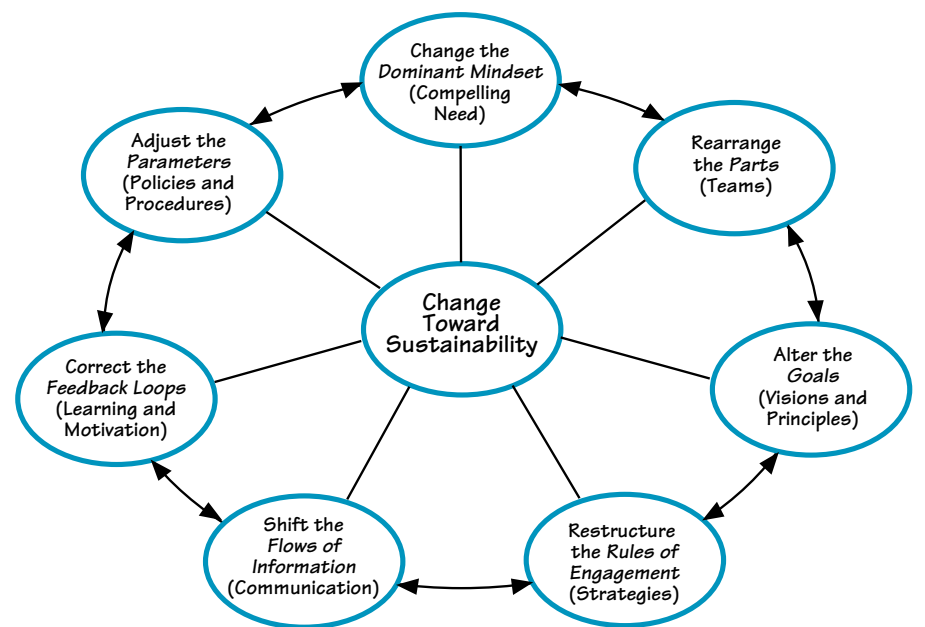 Change the
Dominant Mindset
(Compelling
Need)
Rearrange
the Parts
(Teams)
Alter the
Goals
(Visions and
Principles)
Restructure
the Rules of
Engagement
(Strategies)
Shift the
Flows of
Information
(Communication)
Correct the
Feedback Loops
(Learning and
Motivation)
Adjust the
Parameters
(Policies and
Procedures)
Change
Toward
Sustainability